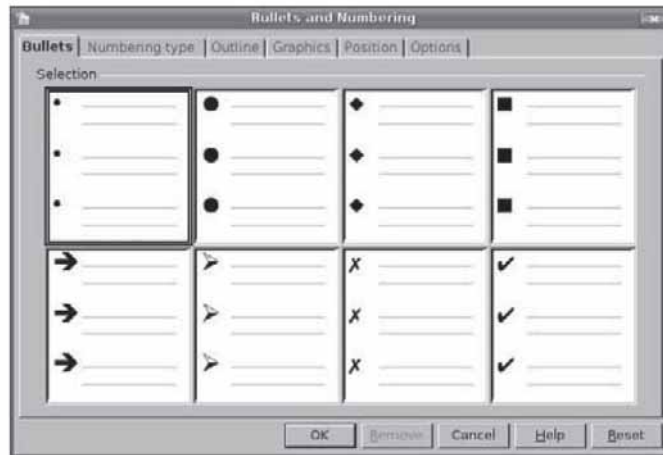 Bullets and Numbering
Bullets Numbering type Outline Graphics Position Options
Selection
OK Remove Cancel Help Reset